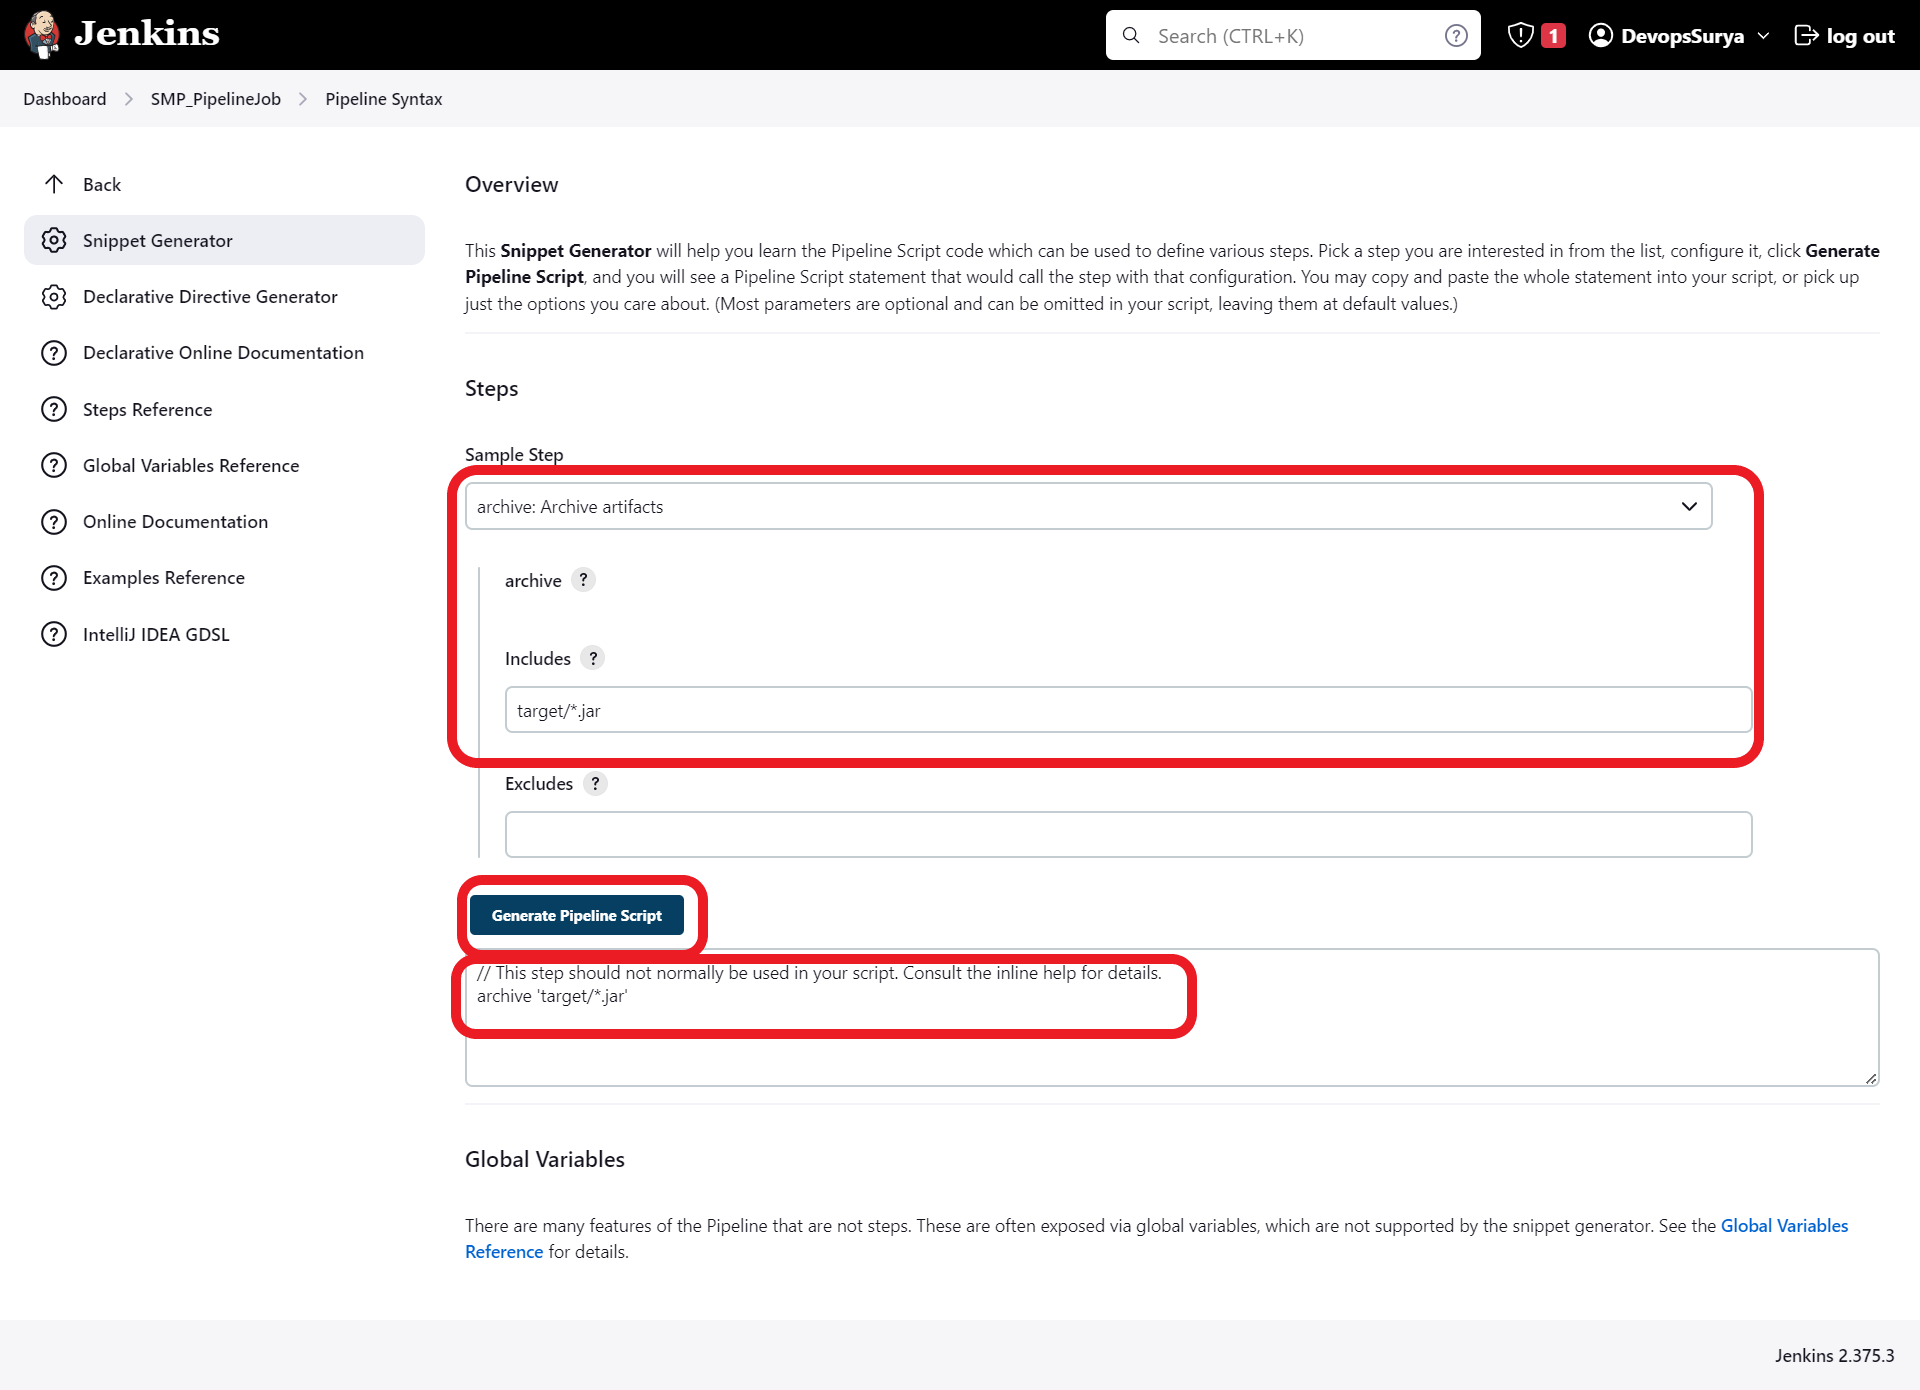 Jenkins
Search (CTRL+K)
1
DevopsSurya
log out
Dashboard
SMP_PipelineJob
Pipeline Syntax
Back
Snippet Generator
Declarative Directive Generator
Declarative Online Documentation
Steps Reference
Global Variables Reference
Online Documentation
Examples Reference
IntelliJ IDEA GDSL
Overview
This Snippet Generator will help you learn the Pipeline Script code which can be used to define various steps. Pick a step you are interested in from the list, configure it, click Generate
Pipeline Script, and you will see a Pipeline Script statement that would call the step with that configuration. You may copy and paste the whole statement into your script, or pick up
just the options you care about. (Most parameters are optional and can be omitted in your script, leaving them at default values.)
Steps
Sample Step
archive: Archive artifacts
archive ?
Includes ?
target/*.jar
Excludes ?
Generate Pipeline Script
// This step should not normally be used in your script. Consult the inline help for details.
archive 'target/*.jar'
Global Variables
There are many features of the Pipeline that are not steps. These are often exposed via global variables, which are not supported by the snippet generator. See the Global Variables
Reference for details.
Jenkins 2.375.3